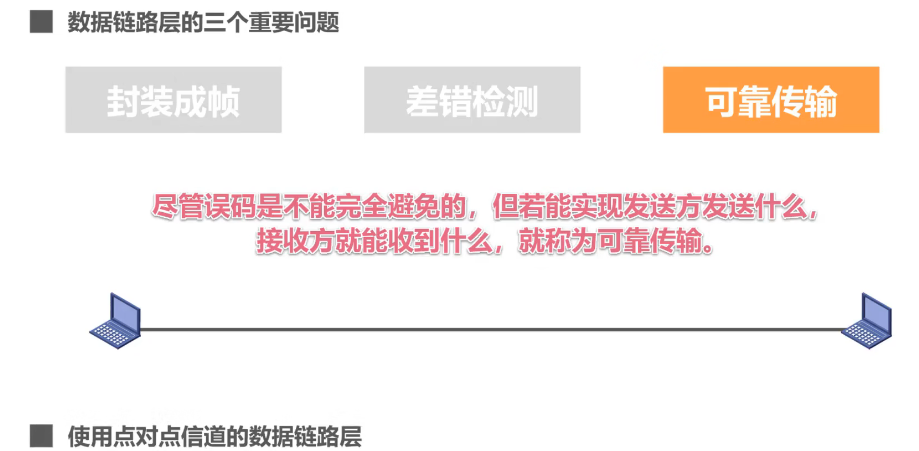 数据链路层的三个重要问题
封装成帧
差错检测
可靠传输
尽管误码是不能完全避免的，但若能实现发送方发送什么，
接收方就能收到什么，就称为可靠传输。
使用点对点信道的数据链路层